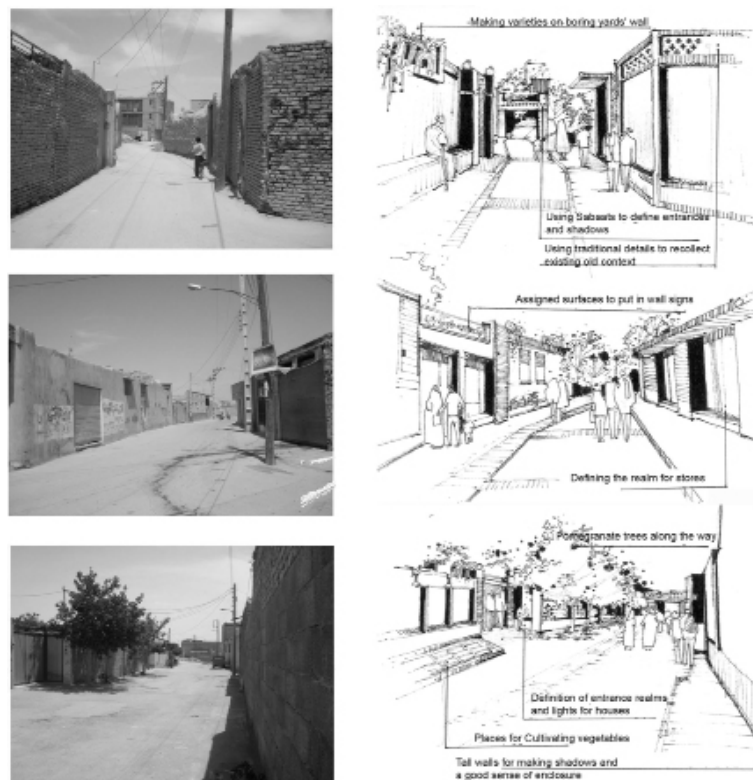 -Making varieties on boring yards' wall
Using Sabaats to define entrances
and shadows
Using traditional details to recollect
existing old context
Assigned surfaces to put in wall signs
Defining the realm for stores
Pomegranate trees along the way
Definition of entrance realms
and lights for houses
Places for Cultivating vegetables
Tall walls for making shadows and
a good sense of enclosure